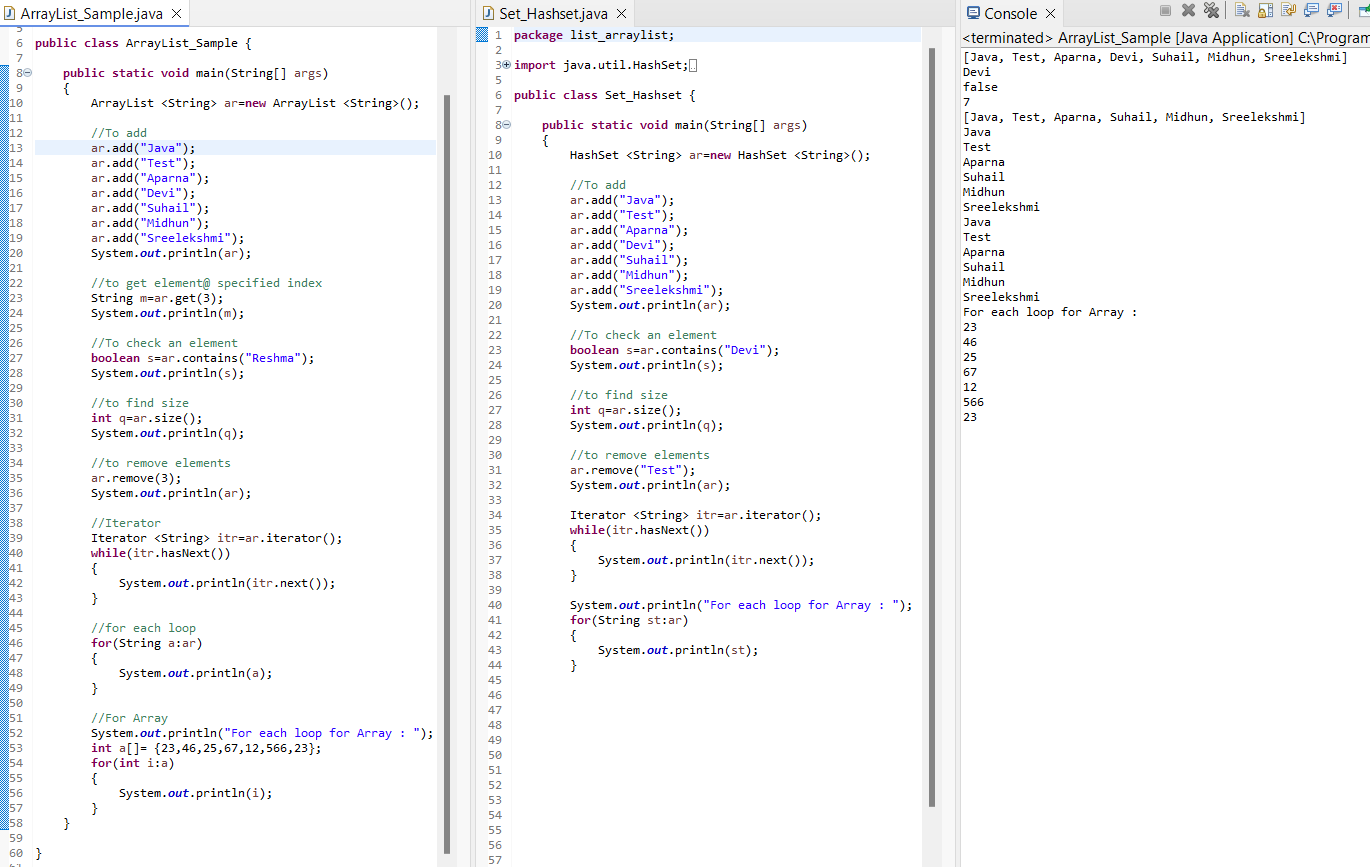 ArrayList_Sample.java
5
6 public class ArrayList_Sample {
7
8 public static void main(String[] args)
9 {
10 ArrayList <String> ar=new ArrayList <String>();
11
12 //To add
13 ar.add("Java");
14 ar.add("Test");
15 ar.add("Aparna");
16 ar.add("Devi");
17 ar.add("Suhail");
18 ar.add("Midhun");
19 ar.add("Sreelekshmi");
20 System.out.println(ar);
21
22 //to get element@ specified index
23 String m=ar.get(3);
24 System.out.println(m);
25
26 //To check an element
27 boolean s=ar.contains("Reshma");
28 System.out.println(s);
29
30 //to find size
31 int q=ar.size();
32 System.out.println(q);
33
34 //to remove elements
35 ar.remove(3);
36 System.out.println(ar);
37
38 //Iterator
39 Iterator <String> itr=ar.iterator();
40 while(itr.hasNext())
41 {
42 System.out.println(itr.next());
43 }
44
45 //for each loop
46 for(String a:ar)
47 {
48 System.out.println(a);
49 }
50
51 //For Array
52 System.out.println("For each loop for Array : ");
53 int a[]= {23,46,25,67,12,566,23};
54 for(int i:a)
55 {
56 System.out.println(i);
57 }
58 }
59
60 }
Set_Hashset.java
1 package list_arraylist;
2
3 import java.util.HashSet;
5
6 public class Set_Hashset {
7
8 public static void main(String[] args)
9 {
10 HashSet <String> ar=new HashSet <String>();
11
12 //To add
13 ar.add("Java");
14 ar.add("Test");
15 ar.add("Aparna");
16 ar.add("Devi");
17 ar.add("Suhail");
18 ar.add("Midhun");
19 ar.add("Sreelekshmi");
20 System.out.println(ar);
21
22 //To check an element
23 boolean s=ar.contains("Devi");
24 System.out.println(s);
25
26 //to find size
27 int q=ar.size();
28 System.out.println(q);
29
30 //to remove elements
31 ar.remove("Test");
32 System.out.println(ar);
33
34 Iterator <String> itr=ar.iterator();
35 while(itr.hasNext())
36 {
37 System.out.println(itr.next());
38 }
39
40 System.out.println("For each loop for Array : ");
41 for(String st:ar)
42 {
43 System.out.println(st);
44 }
45
46
47
48
49
50
51
52
53
54
55
56
57
Console
<terminated> ArrayList_Sample [Java Application] C:\Program
[Java, Test, Aparna, Devi, Suhail, Midhun, Sreelekshmi]
Devi
false
7
[Java, Test, Aparna, Suhail, Midhun, Sreelekshmi]
Java
Test
Aparna
Suhail
Midhun
Sreelekshmi
Java
Test
Aparna
Suhail
Midhun
Sreelekshmi
For each loop for Array :
23
46
25
67
12
566
23